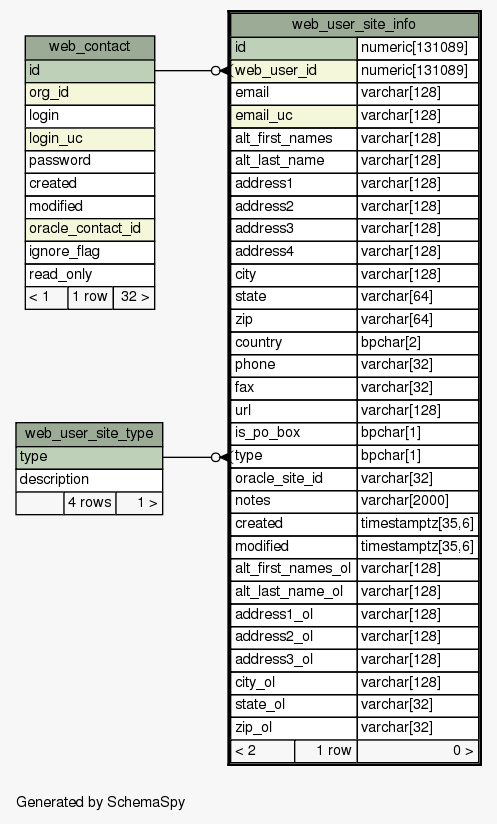 web_contact
id
org_id
login
login_uc
password
created
modified
oracle_contact_id
ignore_flag
read_only
< 1 1 row 32 >
web_user_site_type
type
description
4 rows 1 >
web_user_site_info
id numeric[131089]
web_user_id numeric[131089]
email varchar[128]
email_uc varchar[128]
alt_first_names varchar[128]
alt_last_name varchar[128]
address1 varchar[128]
address2 varchar[128]
address3 varchar[128]
address4 varchar[128]
city varchar[128]
state varchar[64]
zip varchar[64]
country bpchar[2]
phone varchar[32]
fax varchar[32]
url varchar[128]
is_po_box bpchar[1]
type bpchar[1]
oracle_site_id varchar[32]
notes varchar[2000]
created timestamptz[35,6]
modified timestamptz[35,6]
alt_first_names_ol varchar[128]
alt_last_name_ol varchar[128]
address1_ol varchar[128]
address2_ol varchar[128]
address3_ol varchar[128]
city_ol varchar[128]
state_ol varchar[32]
zip_ol varchar[32]
< 2 1 row 0 >
Generated by SchemaSpy